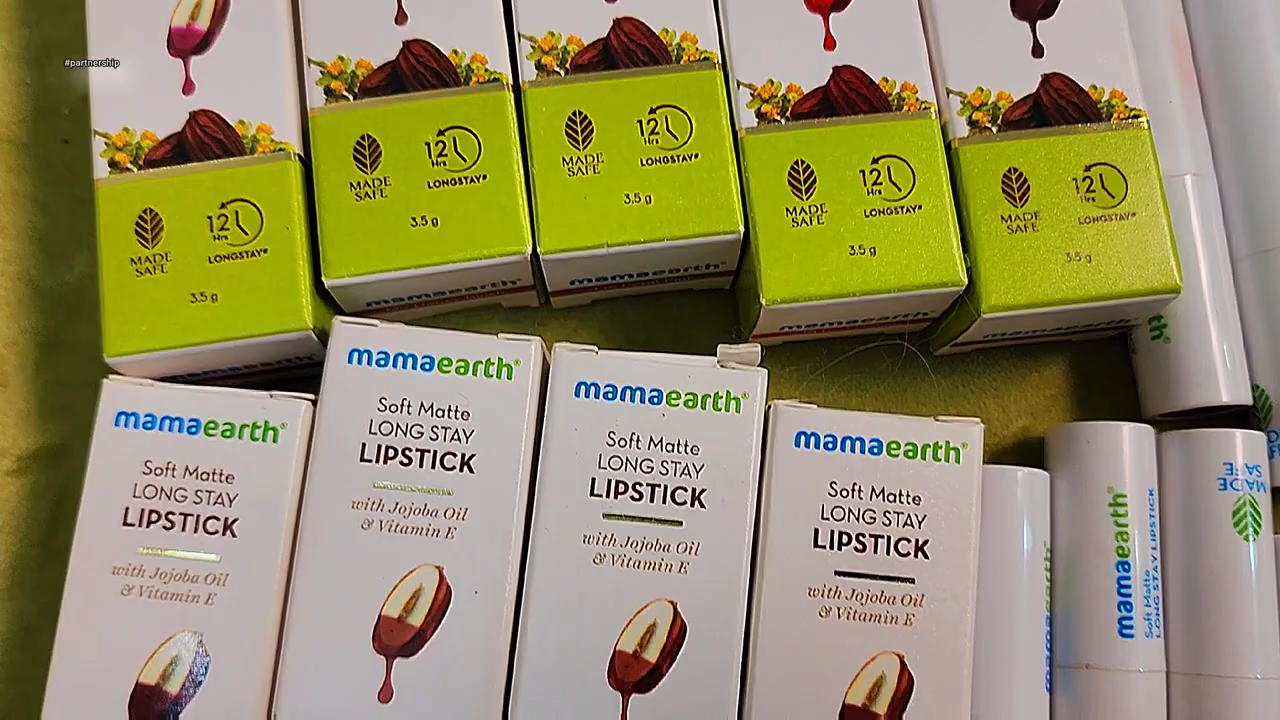 #partnership
MADE
SAFE
12
Hrs
LONGSTAY#
3.5 g
mamaearth
MADE
SAFE
12
Hrs
LONGSTAY#
3.5 g
mamaearth
MADE
SAFE
12
Hrs
LONGSTAY#
3.5 g
mamaearth
MADE
SAFE
12
Hrs
LONGSTAY#
3.5 g
mamaearth
MADE
SAFE
12
Hrs
LONGSTAY#
3.5 g
mamaearth®
Soft Matte
LONG STAY
LIPSTICK
with Jojoba Oil
& Vitamin E
mamaearth®
Soft Matte
LONG STAY
LIPSTICK
with Jojoba Oil
& Vitamin E
mamaearth®
Soft Matte
LONG STAY
LIPSTICK
with Jojoba Oil
& Vitamin E
mamaearth®
Soft Matte
LONG STAY
LIPSTICK
with Jojoba Oil
& Vitamin E
mamaearth
mamaearth®
Soft Matte
LONG STAY LIPSTICK
MADE
SAFE